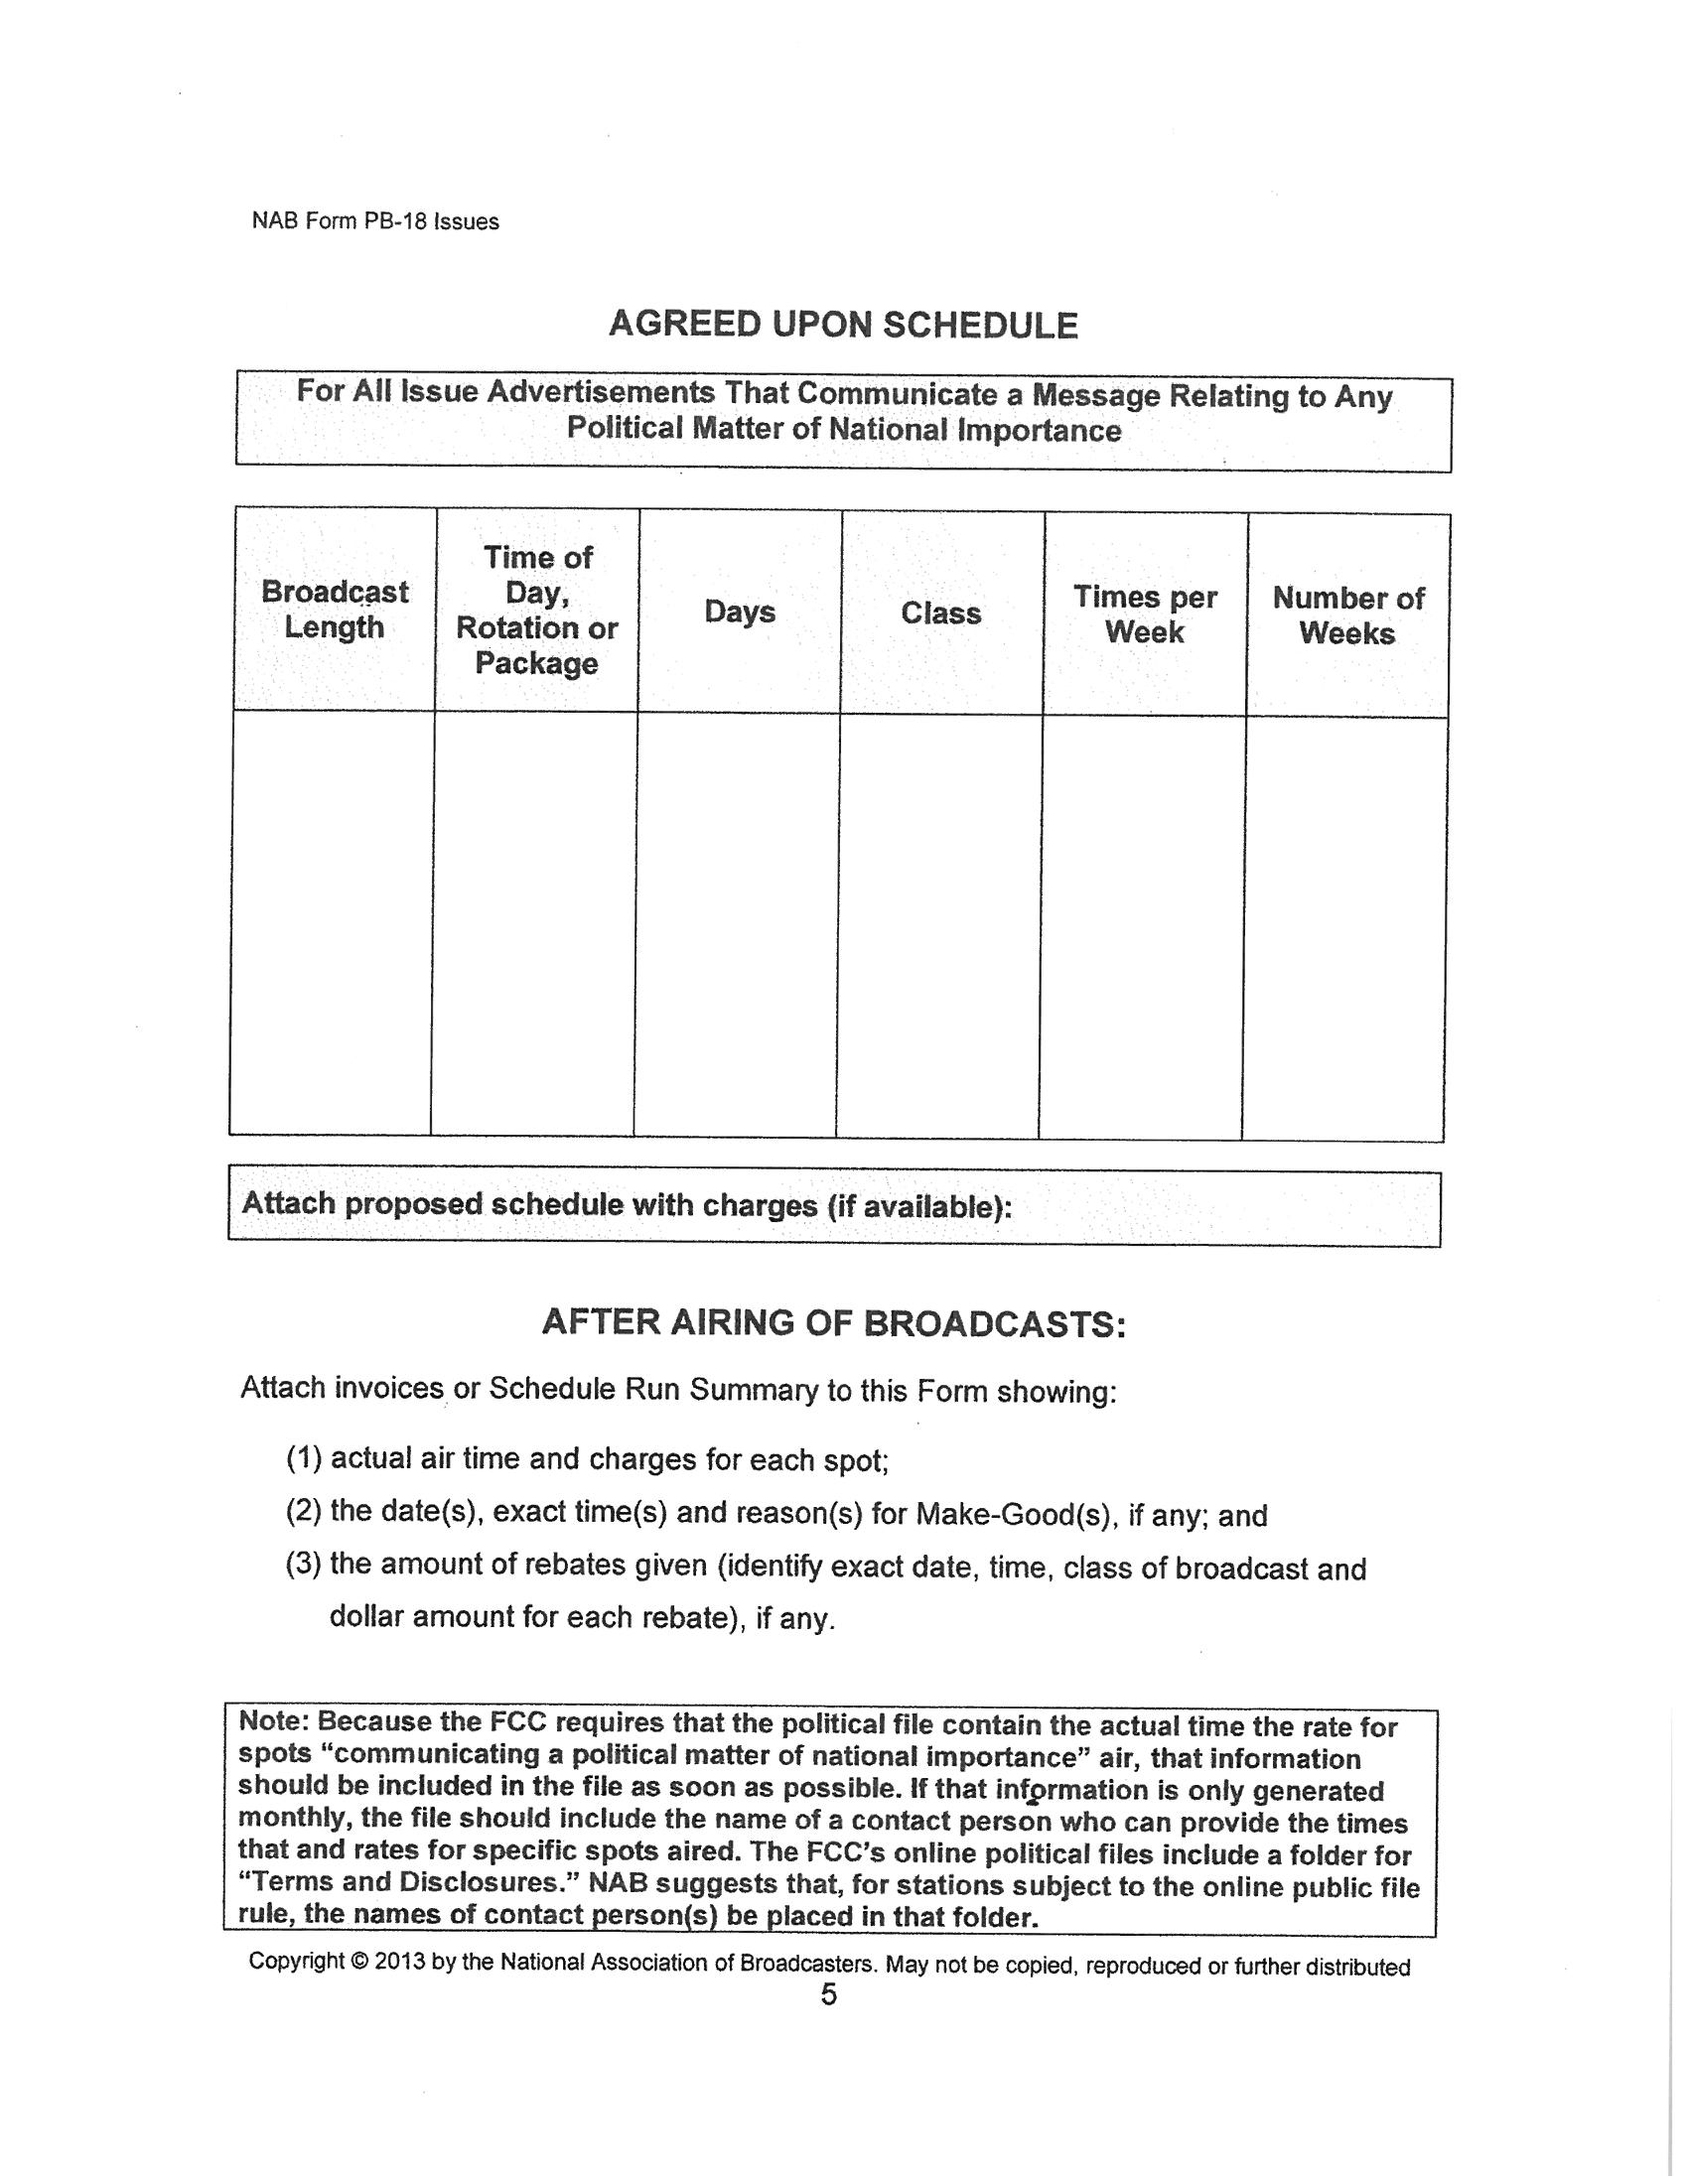 NAB Form PB-18 Issues
AGREED UPON SCHEDULE
For All Issue Advertisements That Communicate a Message Relating to Any
Political Matter of National Importance
Broadcast
Length
Time of
Day,
Rotation or
Package
Days
Class
Times per
Week
Number of
Weeks
Attach proposed schedule with charges (if available):
AFTER AIRING OF BROADCASTS:
Attach invoices or Schedule Run Summary to this Form showing:
(1) actual air time and charges for each spot;
(2) the date(s), exact time(s) and reason(s) for Make-Good(s), if any; and
(3) the amount of rebates given (identify exact date, time, class of broadcast and
dollar amount for each rebate), if any.
Note: Because the FCC requires that the political file contain the actual time the rate for
spots “communicating a political matter of national importance” air, that information
should be included in the file as soon as possible. If that information is only generated
monthly, the file should include the name of a contact person who can provide the times
that and rates for specific spots aired. The FCC’s online political files include a folder for
“Terms and Disclosures.” NAB suggests that, for stations subject to the online public file
rule, the names of contact person(s) be placed in that folder.
Copyright © 2013 by the National Association of Broadcasters. May not be copied, reproduced or further distributed
5